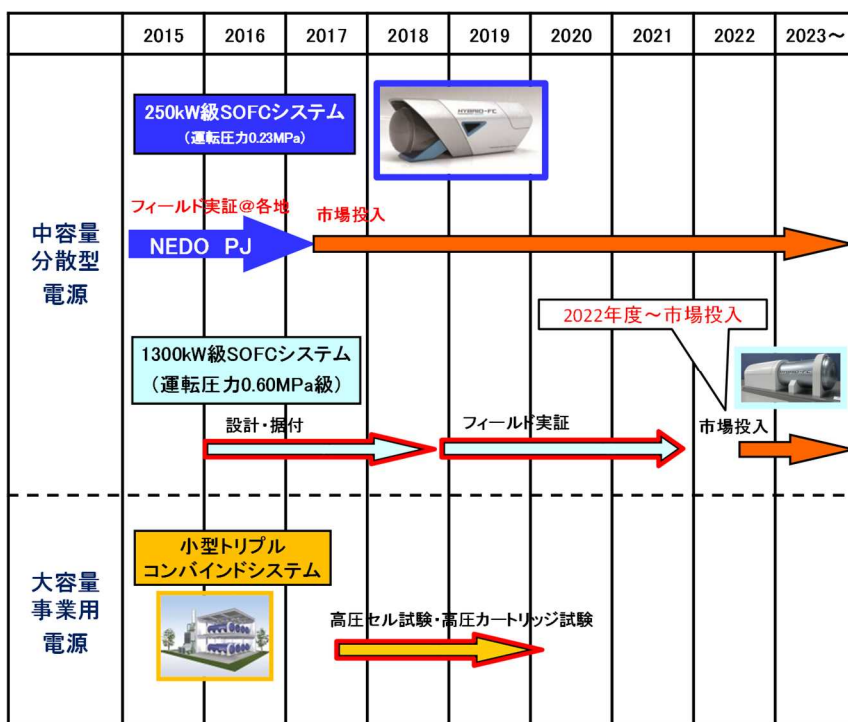 2015 2016 2017 2018 2019 2020 2021 2022 2023～
中容量
分散型
電源
250kW級SOFCシステム
(運転圧力0.23MPa)
HYBRID-FC
フィールド実証＠各地
市場投入
NEDO PJ
2022年度～市場投入
1300kW級SOFCシステム
(運転圧力0.60MPa級)
設計・据付
フィールド実証
市場投入
大容量
事業用
電源
小型トリプル
コンバインドシステム
高圧セル試験・高圧カートリッジ試験